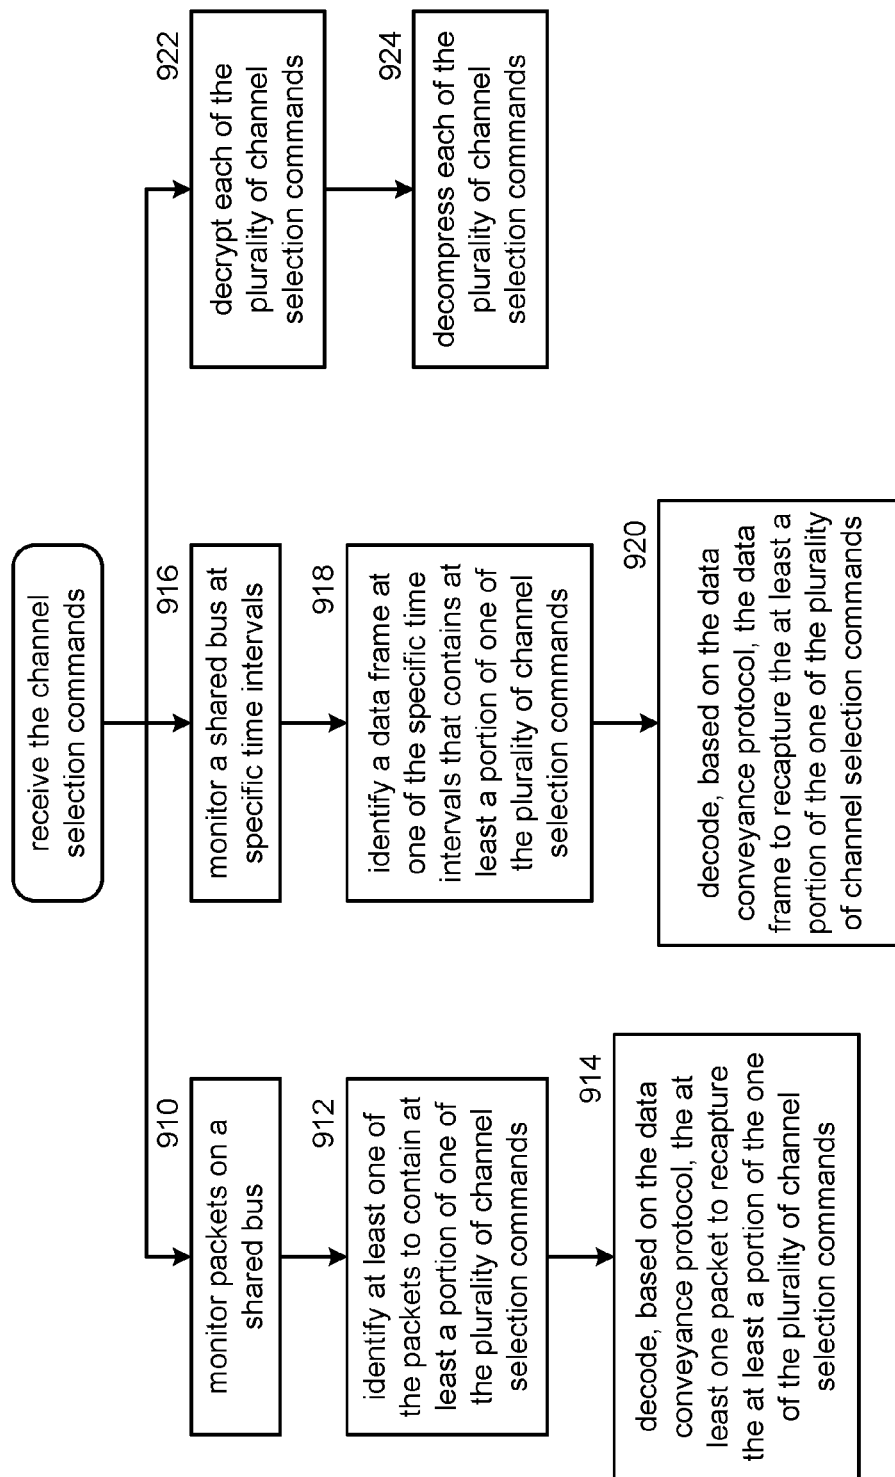 receive the channel
selection commands
910
monitor packets on a
shared bus
912
identify at least one of
the packets to contain at
least a portion of one of
the plurality of channel
selection commands
914
decode, based on the data
conveyance protocol, the at
least one packet to recapture
the at least a portion of the one
of the plurality of channel
selection commands
916
monitor a shared bus at
specific time intervals
918
identify a data frame at
one of the specific time
intervals that contains at
least a portion of one of
the plurality of channel
selection commands
920
decode, based on the data
conveyance protocol, the data
frame to recapture the at least a
portion of the one of the plurality
of channel selection commands
922
decrypt each of the
plurality of channel
selection commands
924
decompress each of the
plurality of channel
selection commands